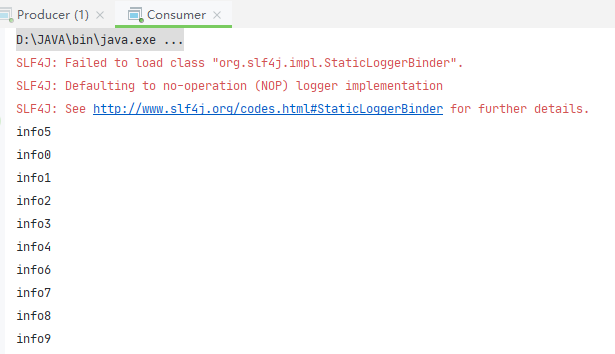 Producer (1)
Consumer
D:\JAVA\bin\java.exe ...
SLF4J: Failed to load class "org.slf4j.impl.StaticLoggerBinder".
SLF4J: Defaulting to no-operation (NOP) logger implementation
SLF4J: See http://www.slf4j.org/codes.html#StaticLoggerBinder for further details.
info5
info0
info1
info2
info3
info4
info6
info7
info8
info9